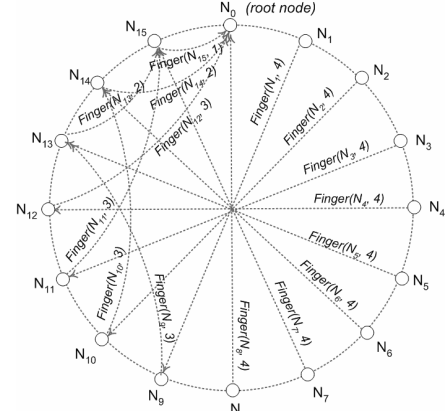 N0 (root node)
N15
N1
N14
N2
N13
N3
N12
N4
N11
N5
N10
N6
N9
N7
N
Finger(N15, 1)
Finger(N14, 2)
Finger(N13, 2)
Finger(N12, 3)
Finger(N11, 3)
Finger(N10, 3)
Finger(N9, 3)
Finger(N1, 4)
Finger(N2, 4)
Finger(N3, 4)
Finger(N4, 4)
Finger(N5, 4)
Finger(N6, 4)
Finger(N7, 4)
Finger(N8, 4)